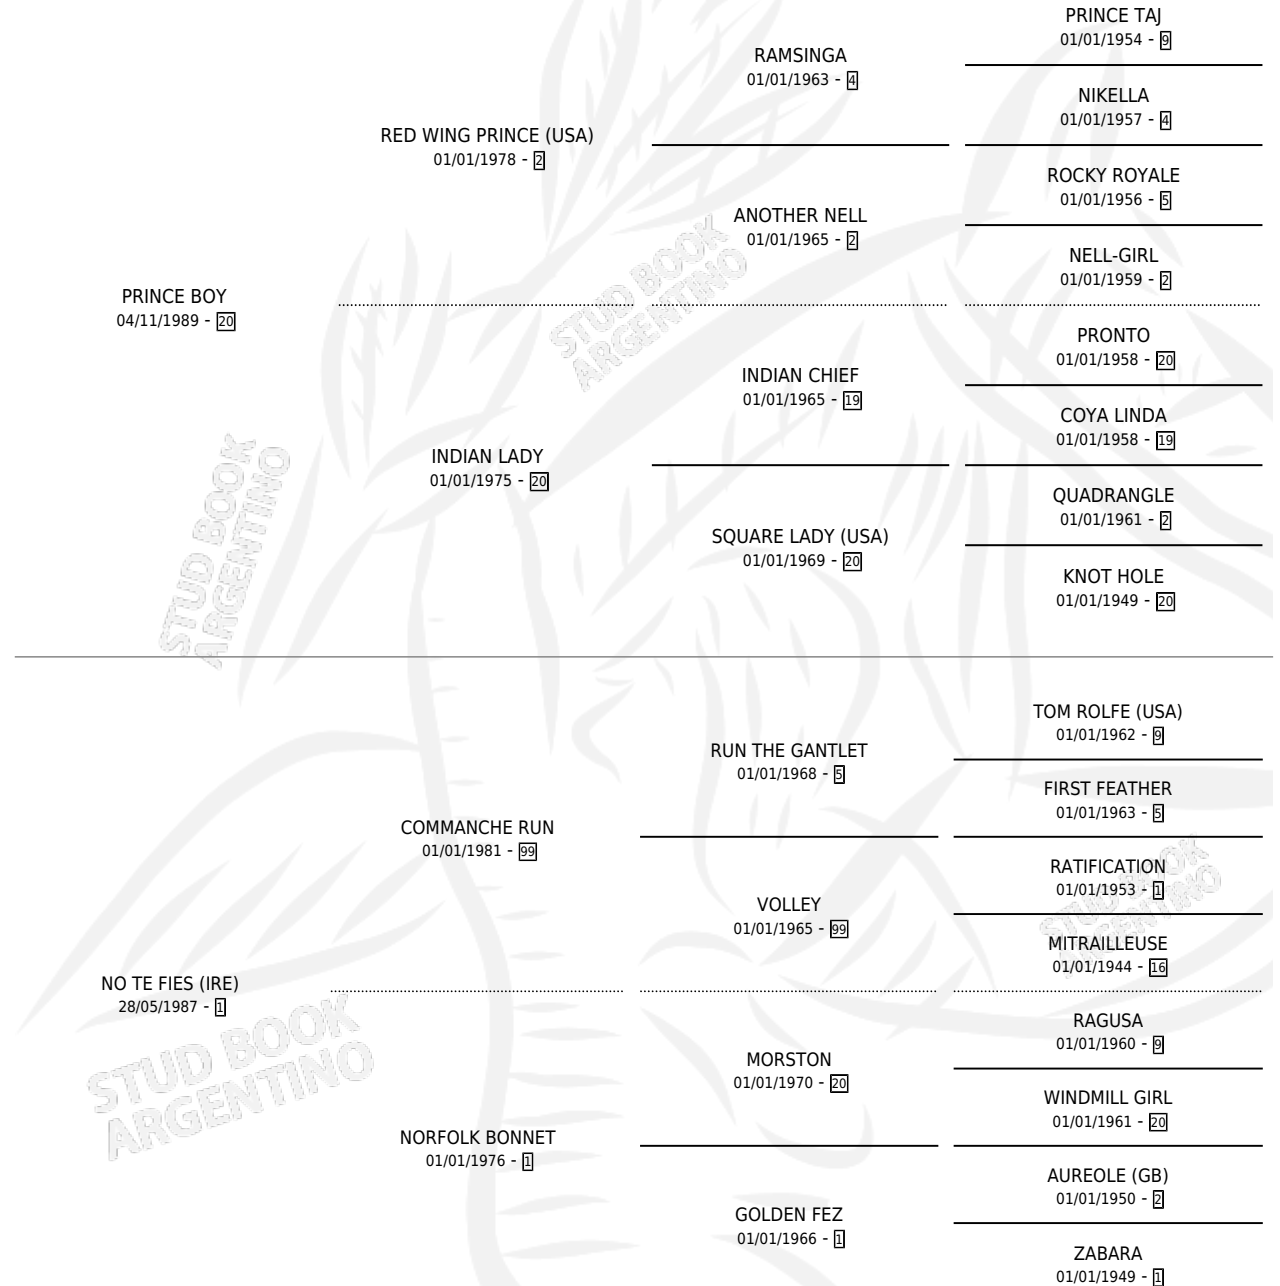 PRINCE TAJ
01/01/1954 - 9
RAMSINGA
01/01/1963 - 4
NIKELLA
01/01/1957 - 4
RED WING PRINCE (USA)
01/01/1978 - 2
ROCKY ROYALE
01/01/1956 - 5
ANOTHER NELL
01/01/1965 - 2
NELL-GIRL
01/01/1959 - 2
PRINCE BOY
04/11/1989 - 20
PRONTO
01/01/1958 - 20
INDIAN CHIEF
01/01/1965 - 19
COYA LINDA
01/01/1958 - 19
INDIAN LADY
01/01/1975 - 20
QUADRANGLE
01/01/1961 - 2
SQUARE LADY (USA)
01/01/1969 - 20
KNOT HOLE
01/01/1949 - 20
TOM ROLFE (USA)
01/01/1962 - 9
RUN THE GANTLET
01/01/1968 - 5
FIRST FEATHER
01/01/1963 - 5
COMMANCHE RUN
01/01/1981 - 99
RATIFICATION
01/01/1953 - 1
VOLLEY
01/01/1965 - 99
MITRAILLEUSE
01/01/1944 - 16
NO TE FIES (IRE)
28/05/1987 - 1
RAGUSA
01/01/1960 - 9
MORSTON
01/01/1970 - 20
WINDMILL GIRL
01/01/1961 - 20
NORFOLK BONNET
01/01/1976 - 1
AUREOLE (GB)
01/01/1950 - 2
GOLDEN FEZ
01/01/1966 - 1
ZABARA
01/01/1949 - 1
STUD BOOK
ARGENTINO
STUD BOOK
ARGENTINO
STUD BOOK
ARGENTINO
STUD BOOK
ARGENTINO